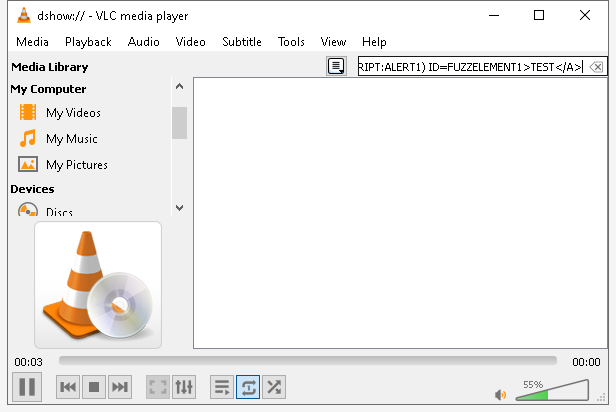 dshow:// - VLC media player
Media Playback Audio Video Subtitle Tools View Help
Media Library
RIPT:ALERT1) ID=FUZZELEMENT1>TEST</A>
My Computer
My Videos
My Music
My Pictures
Devices
Discs
00:03
00:00
55%